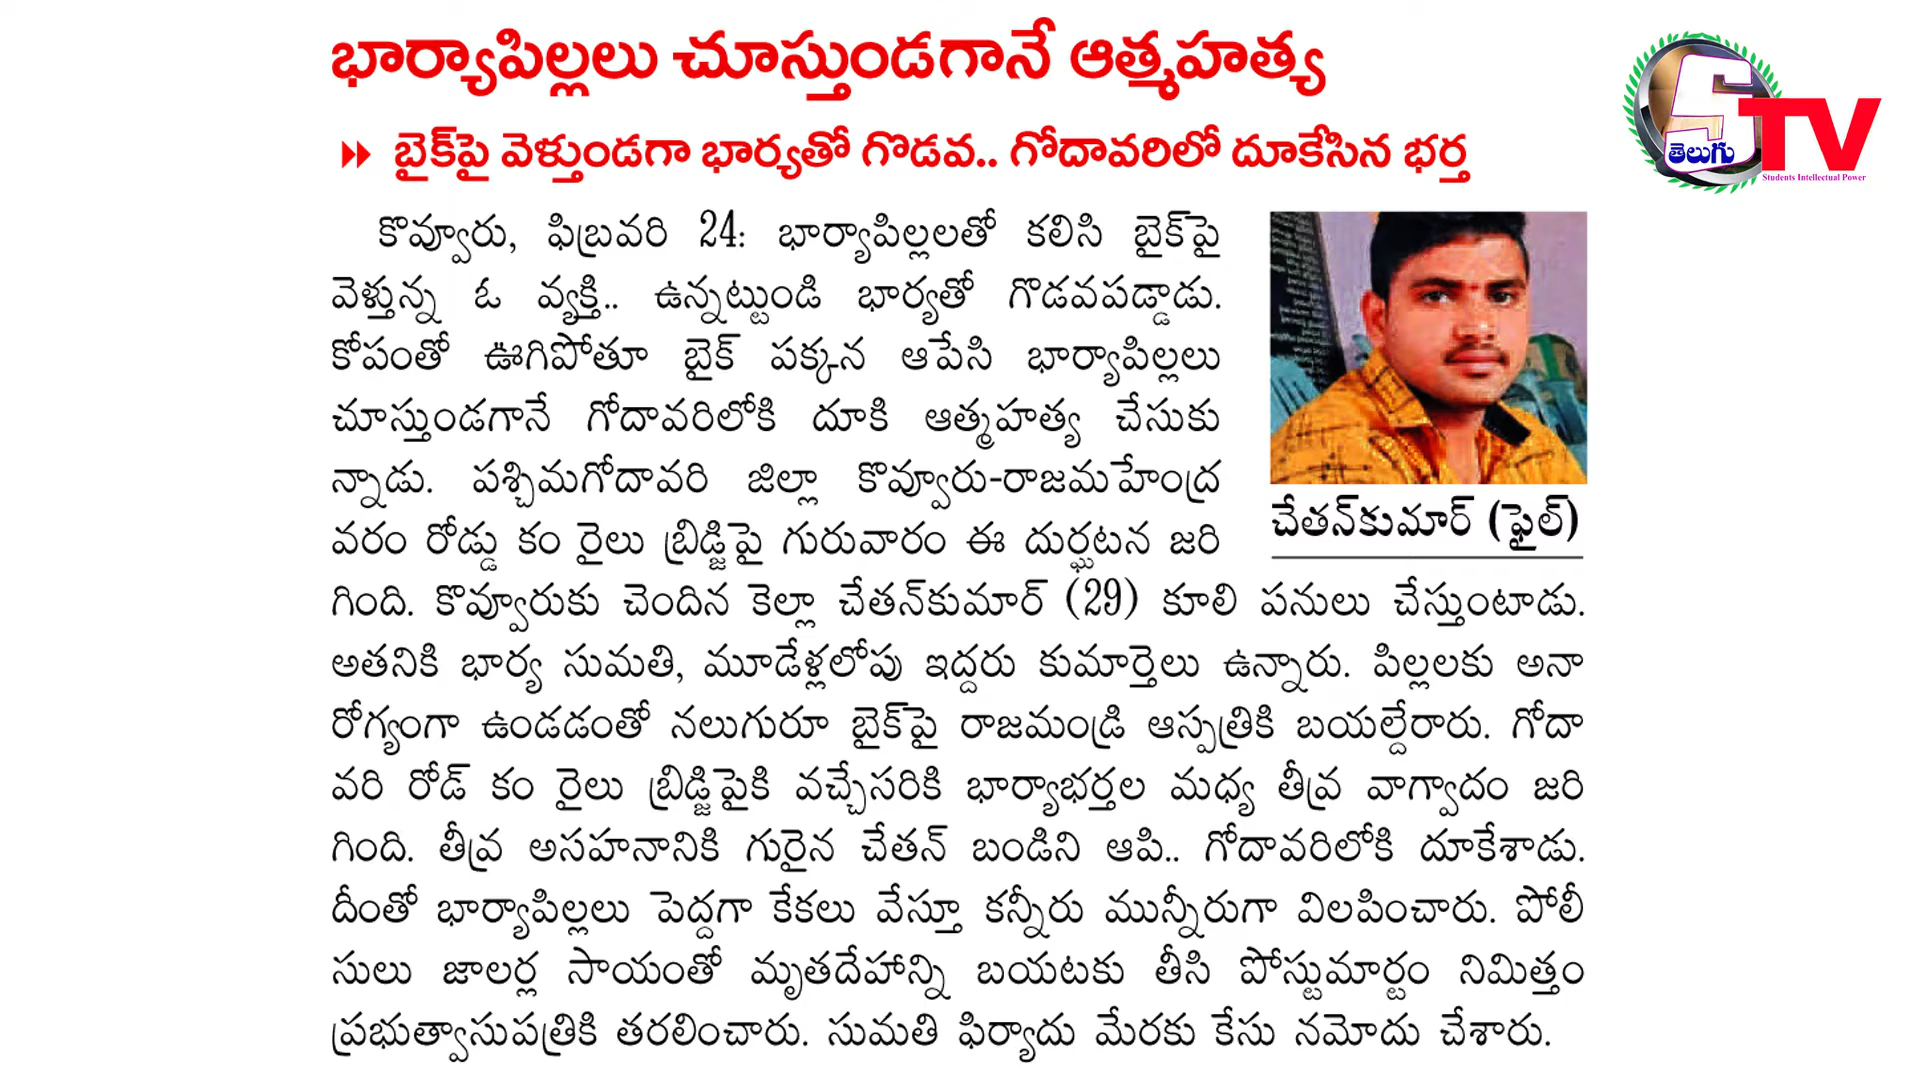 భార్యాపిల్లలు చూస్తుండగానే ఆత్మహత్య
బైక్‌పై వెళ్తుండగా భార్యతో గొడవ.. గోదావరిలో దూకేసిన భర్త
తెలుగు
S TV
Students Intellectual Power
కొవ్వూరు, ఫిబ్రవరి 24: భార్యాపిల్లలతో కలిసి బైక్‌పై
వెళ్తున్న ఓ వ్యక్తి.. ఉన్నట్టుండి భార్యతో గొడవపడ్డాడు.
కోపంతో ఊగిపోతూ బైక్ పక్కన ఆపేసి భార్యాపిల్లలు
చూస్తుండగానే గోదావరిలోకి దూకి ఆత్మహత్య చేసుకు
న్నాడు. పశ్చిమగోదావరి జిల్లా కొవ్వూరు-రాజమహేంద్ర
వరం రోడ్డు కం రైలు బ్రిడ్జిపై గురువారం ఈ దుర్ఘటన జరి
గింది. కొవ్వూరుకు చెందిన కెల్లా చేతన్‌కుమార్ (29) కూలి పనులు చేస్తుంటాడు.
అతనికి భార్య సుమతి, మూడేళ్లలోపు ఇద్దరు కుమార్తెలు ఉన్నారు. పిల్లలకు అనా
రోగ్యంగా ఉండడంతో నలుగురూ బైక్‌పై రాజమండ్రి ఆస్పత్రికి బయల్దేరారు. గోదా
వరి రోడ్ కం రైలు బ్రిడ్జిపైకి వచ్చేసరికి భార్యాభర్తల మధ్య తీవ్ర వాగ్వాదం జరి
గింది. తీవ్ర అసహనానికి గురైన చేతన్ బండిని ఆపి.. గోదావరిలోకి దూకేశాడు.
దీంతో భార్యాపిల్లలు పెద్దగా కేకలు వేస్తూ కన్నీరు మున్నీరుగా విలపించారు. పోలీ
సులు జాలర్ల సాయంతో మృతదేహాన్ని బయటకు తీసి పోస్టుమార్టం నిమిత్తం
ప్రభుత్వాసుపత్రికి తరలించారు. సుమతి ఫిర్యాదు మేరకు కేసు నమోదు చేశారు.
చేతన్‌కుమార్ (ఫైల్)